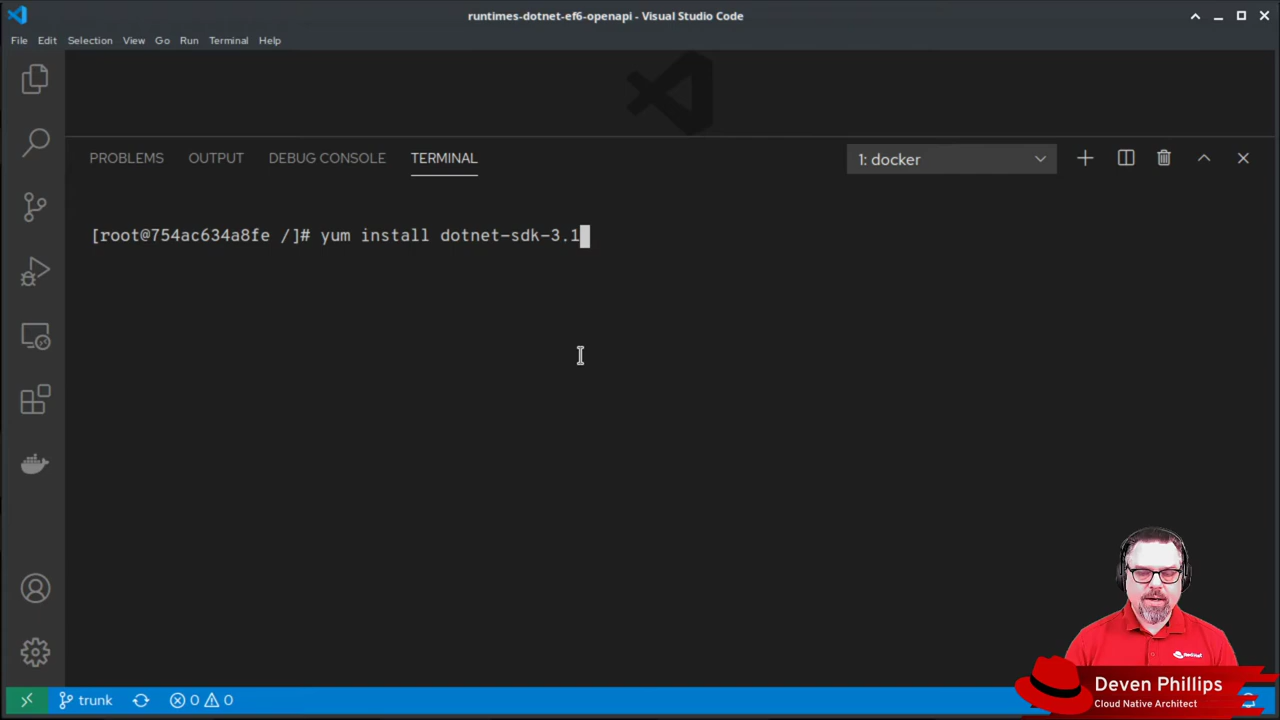 runtimes-dotnet-ef6-openapi - Visual Studio Code
File Edit Selection View Go Run Terminal Help
PROBLEMS OUTPUT DEBUG CONSOLE TERMINAL
1: docker
[root@754ac634a8fe /]# yum install dotnet-sdk-3.1
Deven Phillips
Cloud Native Architect
trunk 0 0